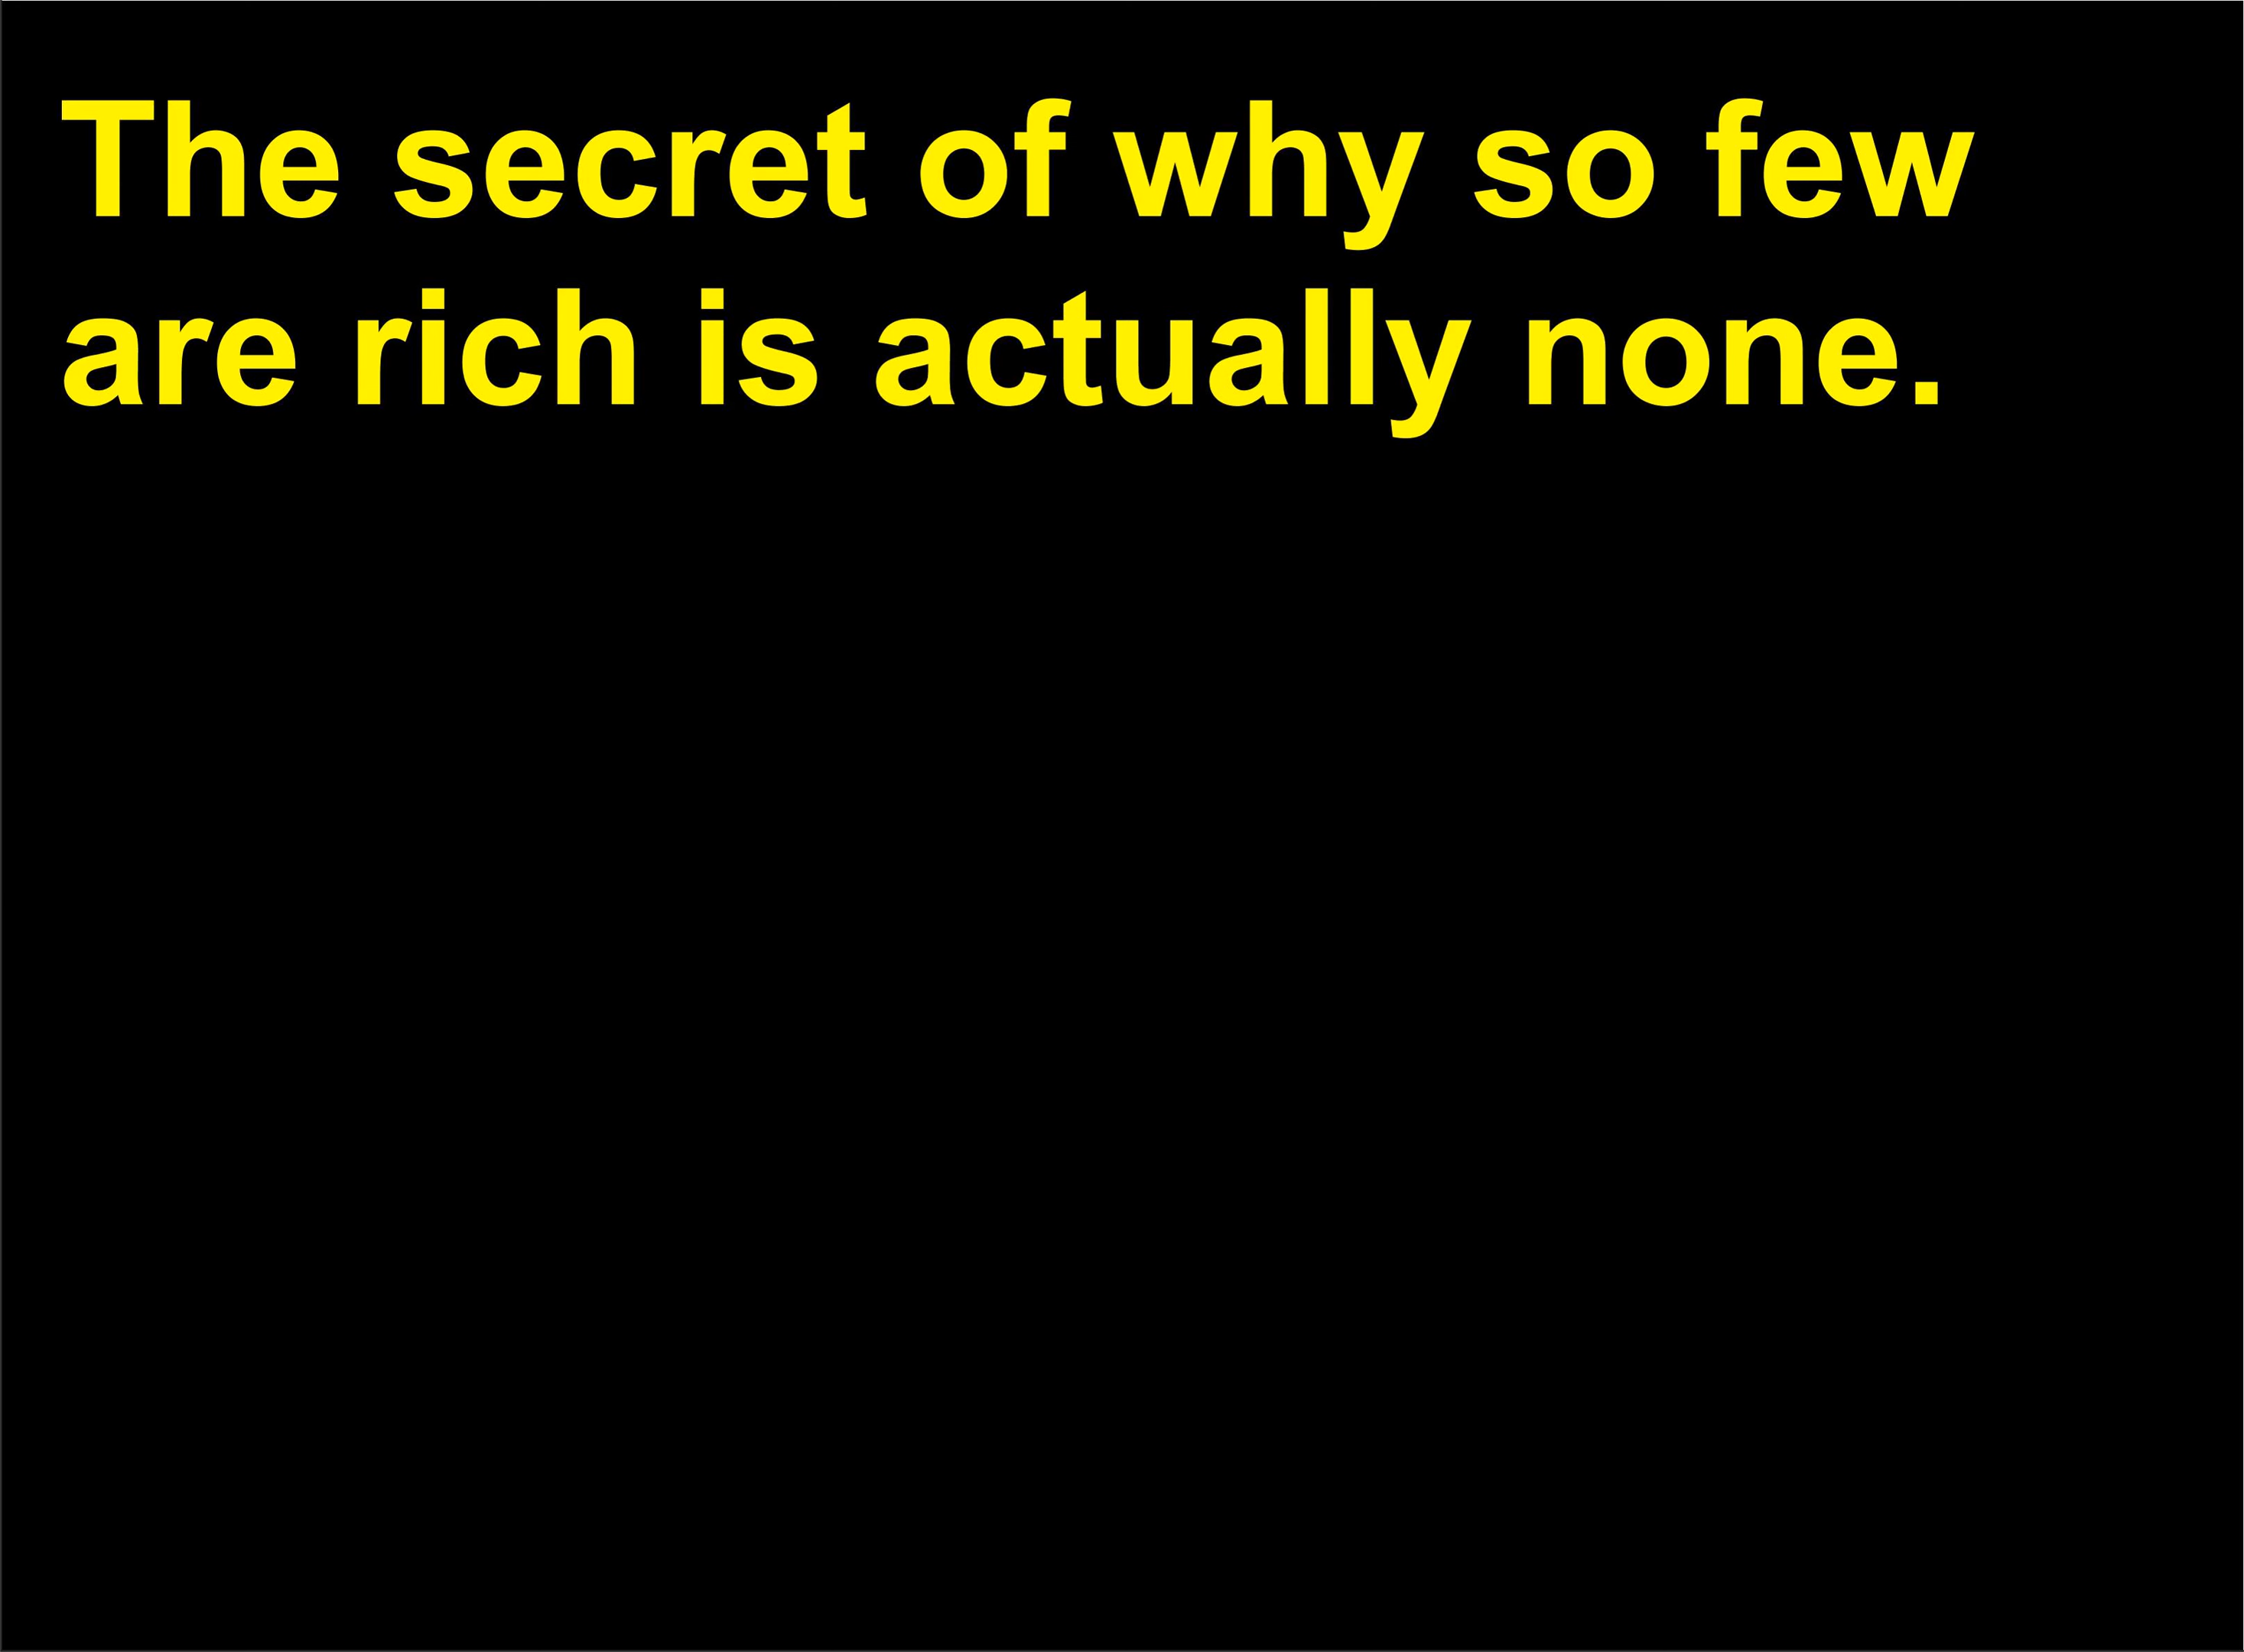 The secret of why so few
are rich is actually none.